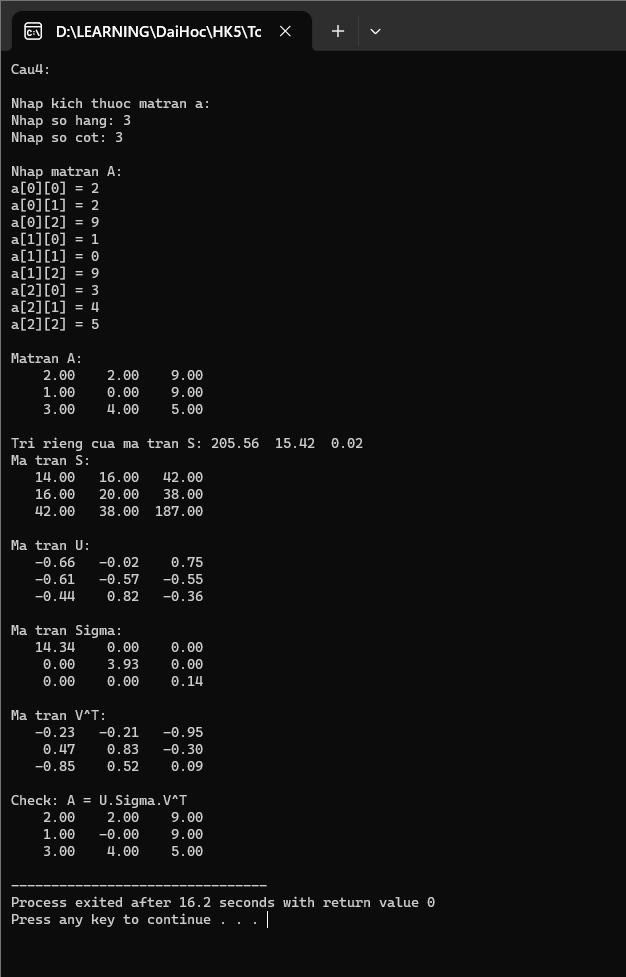 D:\LEARNING\DaiHoc\HK5\Tc
Cau4:
Nhap kich thuoc matran a:
Nhap so hang: 3
Nhap so cot: 3
Nhap matran A:
a[0][0] = 2
a[0][1] = 2
a[0][2] = 9
a[1][0] = 1
a[1][1] = 0
a[1][2] = 9
a[2][0] = 3
a[2][1] = 4
a[2][2] = 5
Matran A:
2.00 2.00 9.00
1.00 0.00 9.00
3.00 4.00 5.00
Tri rieng cua ma tran S: 205.56 15.42 0.02
Ma tran S:
14.00 16.00 42.00
16.00 20.00 38.00
42.00 38.00 187.00
Ma tran U:
-0.66 -0.02 0.75
-0.61 -0.57 -0.55
-0.44 0.82 -0.36
Ma tran Sigma:
14.34 0.00 0.00
0.00 3.93 0.00
0.00 0.00 0.14
Ma tran V^T:
-0.23 -0.21 -0.95
0.47 0.83 -0.30
-0.85 0.52 0.09
Check: A = U.Sigma.V^T
2.00 2.00 9.00
1.00 -0.00 9.00
3.00 4.00 5.00
--------------------------------
Process exited after 16.2 seconds with return value 0
Press any key to continue . . .